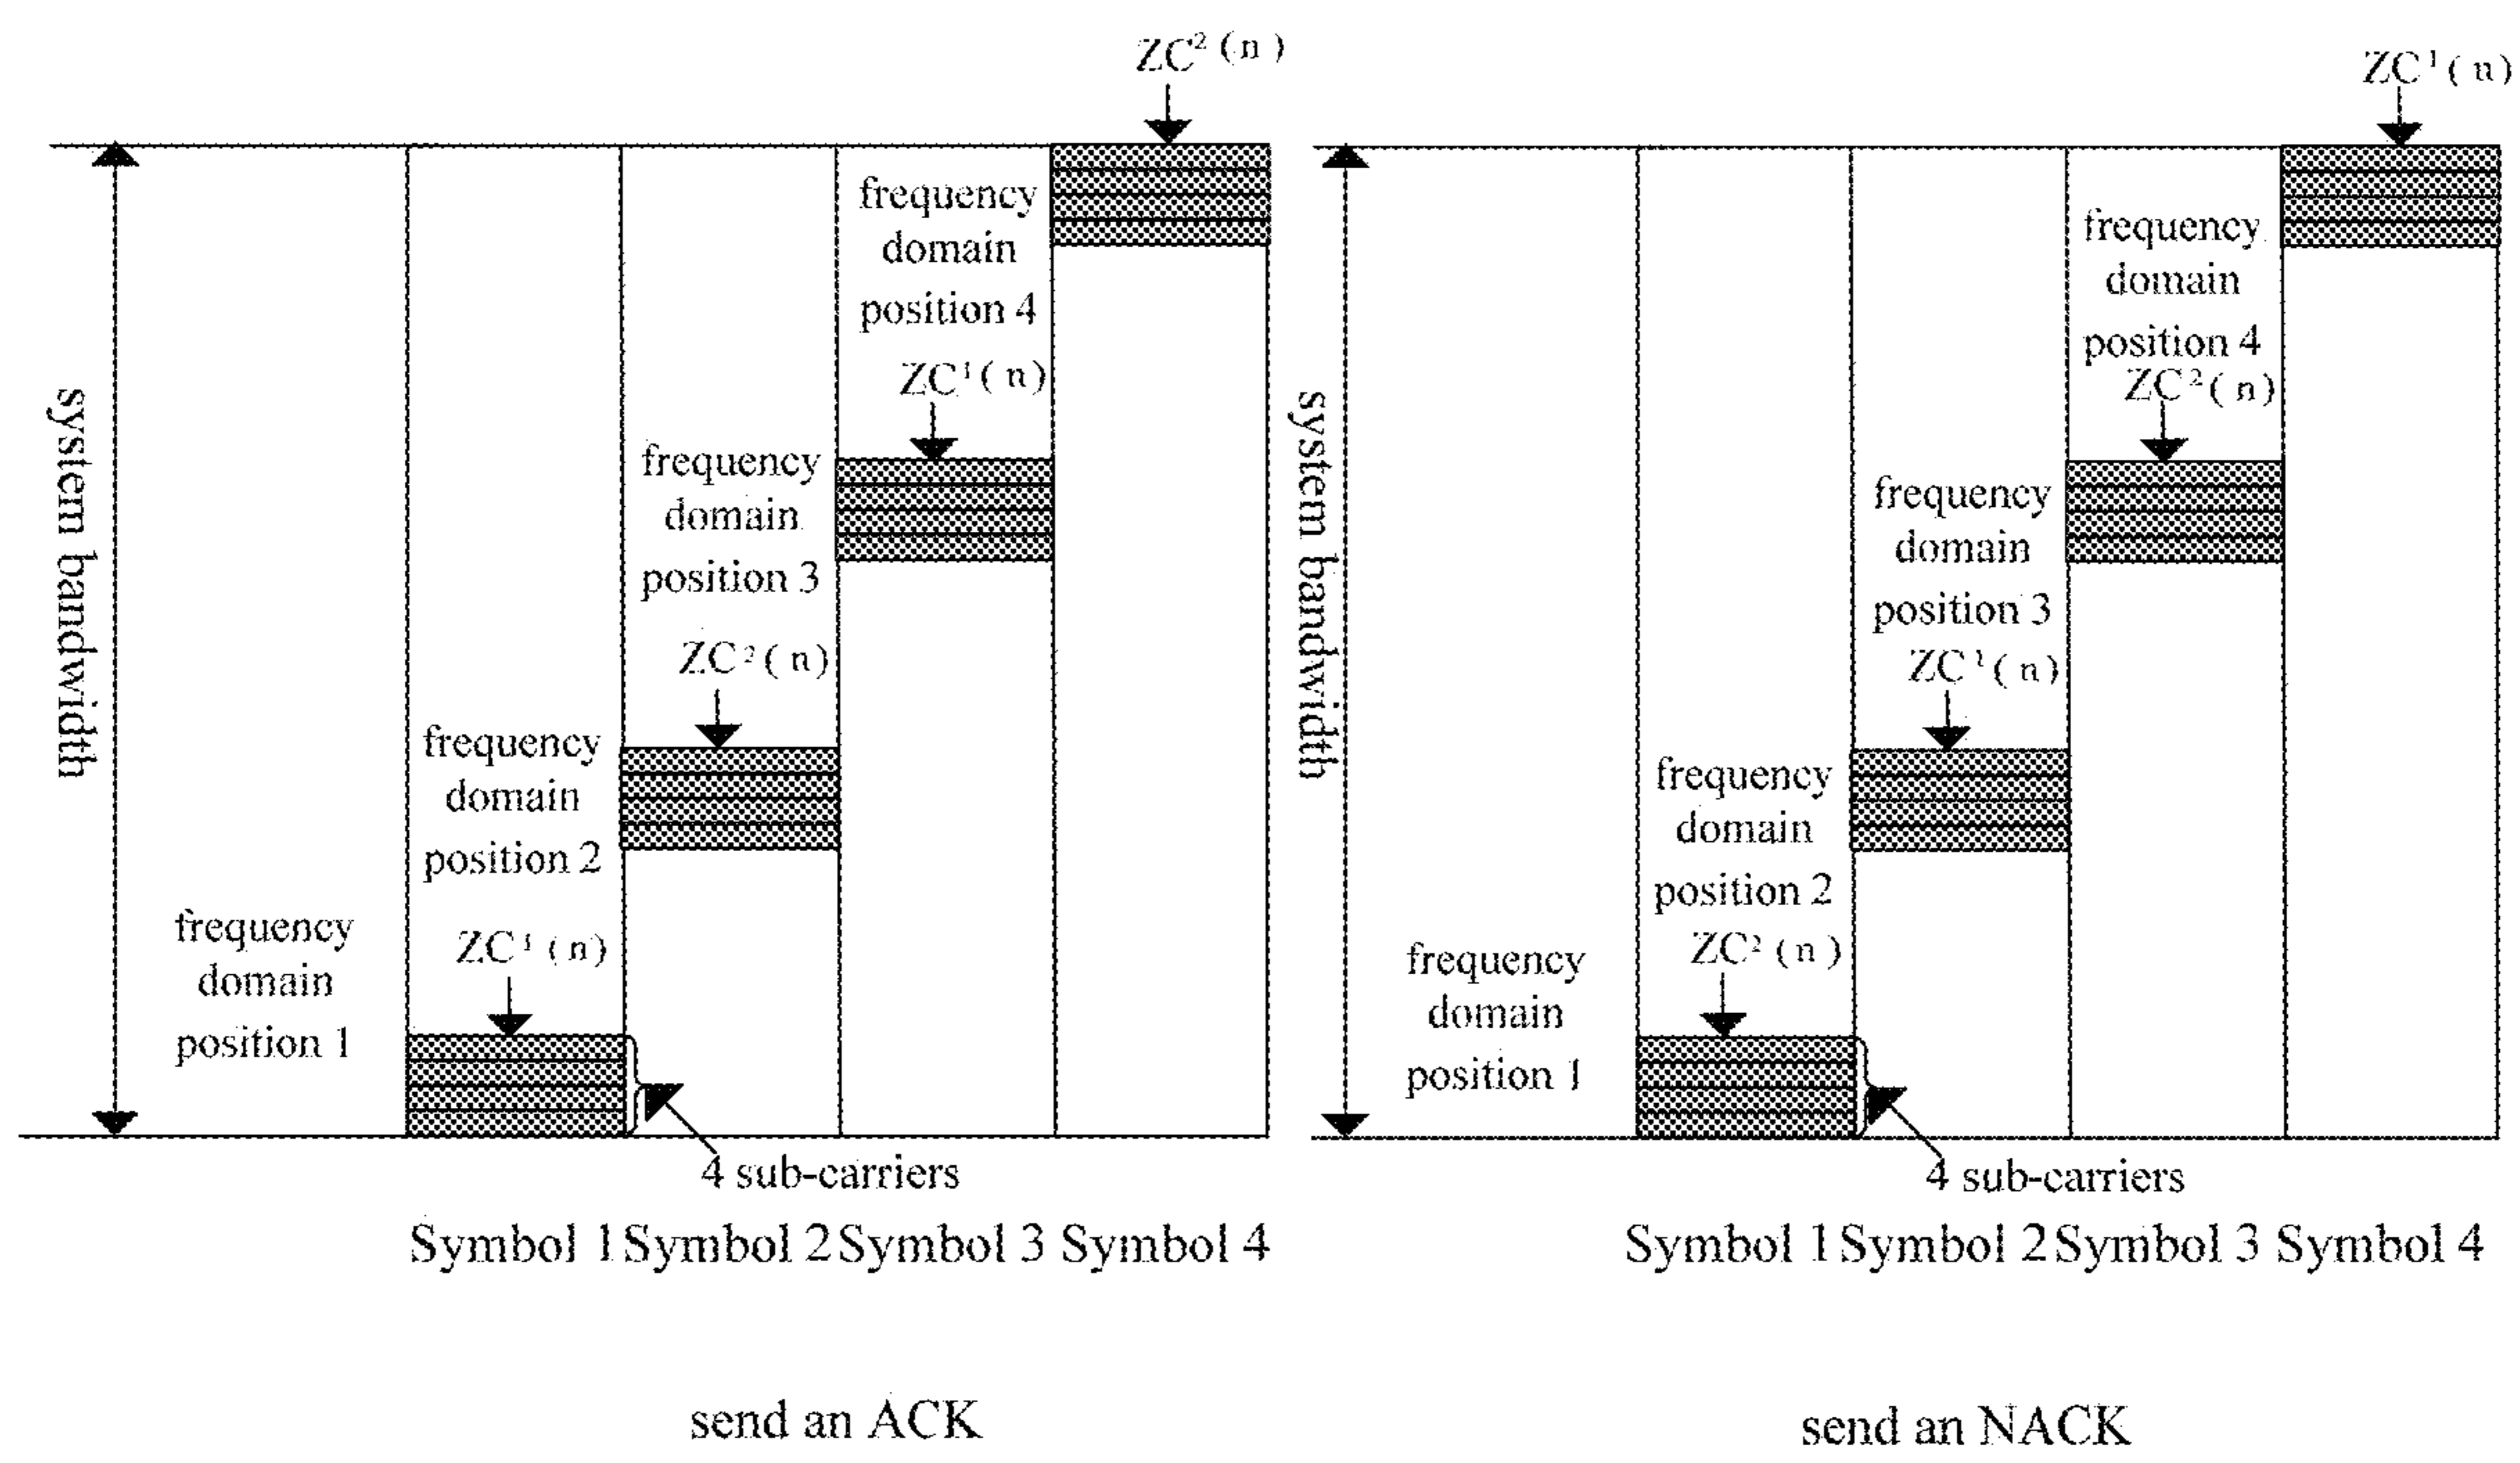 ZC² (n)
frequency
domain
position 4
ZC¹ (n)
frequency
domain
position 3
ZC² (n)
frequency
domain
position 2
ZC¹ (n)
frequency
domain
position 1
system bandwidth
4 sub-carriers
Symbol 1 Symbol 2 Symbol 3 Symbol 4
send an ACK
ZC¹ (n)
frequency
domain
position 4
ZC² (n)
frequency
domain
position 3
ZC¹ (n)
frequency
domain
position 2
ZC² (n)
frequency
domain
position 1
system bandwidth
4 sub-carriers
Symbol 1 Symbol 2 Symbol 3 Symbol 4
send an NACK